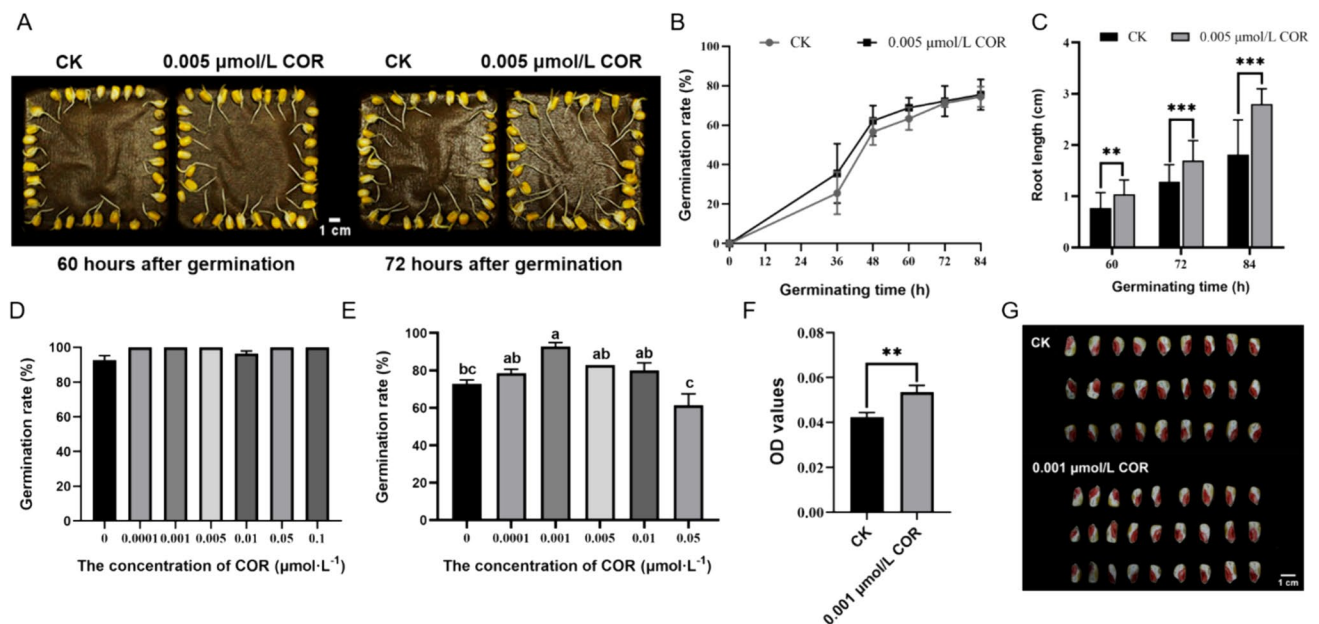 A
CK
0.005 µmol/L COR
CK
0.005 µmol/L COR
1 cm
60 hours after germination
72 hours after germination
B
CK
0.005 µmol/L COR
Germination rate (%)
100
80
60
40
20
0
0 12 24 36 48 60 72 84
Germinating time (h)
C
CK
0.005 µmol/L COR
Root length (cm)
4
3
2
1
0
**
***
***
60 72 84
Germinating time (h)
D
Germination rate (%)
100
80
60
40
20
0
0 0.0001 0.001 0.005 0.01 0.05 0.1
The concentration of COR (µmol·L⁻¹)
E
Germination rate (%)
100
80
60
40
20
0
bc ab a ab ab c
0 0.0001 0.001 0.005 0.01 0.05
The concentration of COR (µmol·L⁻¹)
F
OD values
0.08
0.06
0.04
0.02
0.00
**
CK
0.001 µmol/L COR
G
CK
0.001 µmol/L COR
1 cm